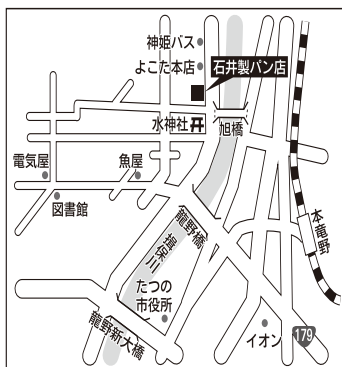 神姫バス
よこた本店
石井製パン店
水神社
旭橋
電気屋
魚屋
図書館
本竜野
龍野橋
揖保川
たつの
市役所
龍野新大橋
イオン
179